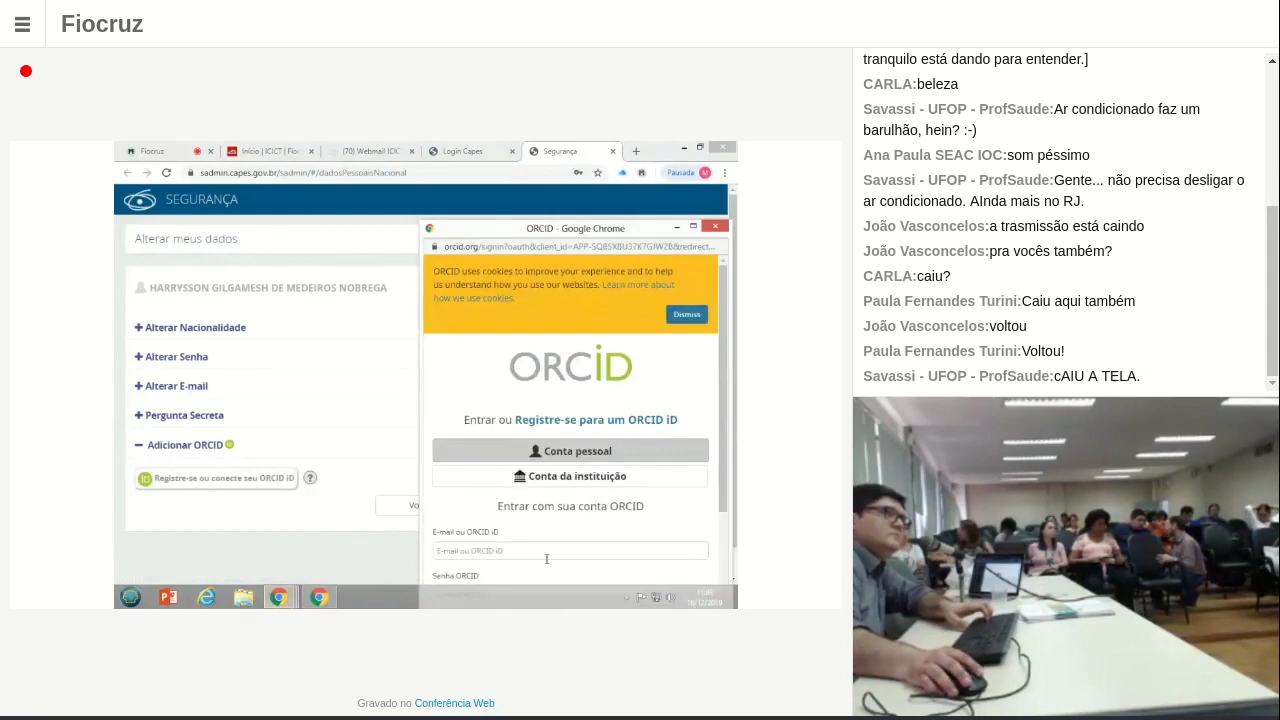 Fiocruz
Fiocruz
Início | ICICT | Fioc
(70) Webmail ICIC
Login Capes
Segurança
sadmin.capes.gov.br/sadmin/#/dadosPessoaisNacional
Pausada
M
SEGURANÇA
Alterar meus dados
HARRYSSON GILGAMESH DE MEDEIROS NOBREGA
Alterar Nacionalidade
Alterar Senha
Alterar E-mail
Pergunta Secreta
Adicionar ORCID
Registre-se ou conecte seu ORCID iD
?
Vo
ORCID - Google Chrome
ORCID uses cookies to improve your experience and to help
us understand how you use our websites. Learn more about
how we use cookies.
Dismiss
ORCiD
Entrar ou Registre-se para um ORCID iD
Conta pessoal
Conta da instituição
Entrar com sua conta ORCID
E-mail ou ORCID iD
E-mail ou ORCID iD
Senha ORCID
16/12/2019
Gravado no Conferência Web
tranquilo está dando para entender.]
CARLA:beleza
Savassi - UFOP - ProfSaude:Ar condicionado faz um
barulhão, hein? :-)
Ana Paula SEAC IOC:som péssimo
Savassi - UFOP - ProfSaude:Gente... não precisa desligar o
ar condicionado. AInda mais no RJ.
João Vasconcelos:a trasmissão está caindo
João Vasconcelos:pra vocês também?
CARLA:caiu?
Paula Fernandes Turini:Caiu aqui também
João Vasconcelos:voltou
Paula Fernandes Turini:Voltou!
Savassi - UFOP - ProfSaude:cAIU A TELA.